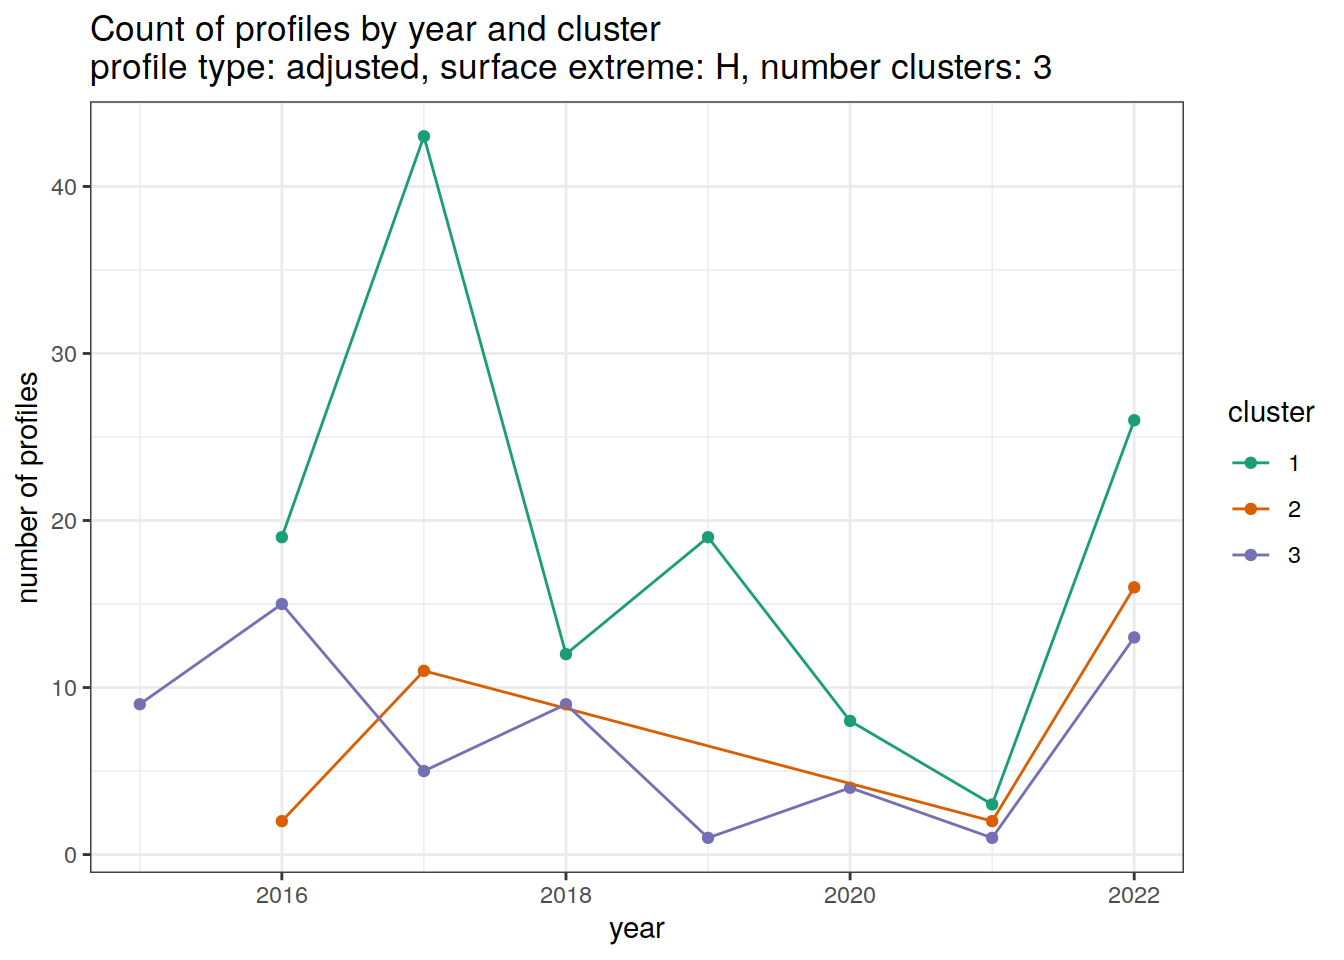 Count of profiles by year and cluster
profile type: adjusted, surface extreme: H, number clusters: 3
number of profiles
40
30
20
10
0
2016
2018
2020
2022
year
cluster
1
2
3